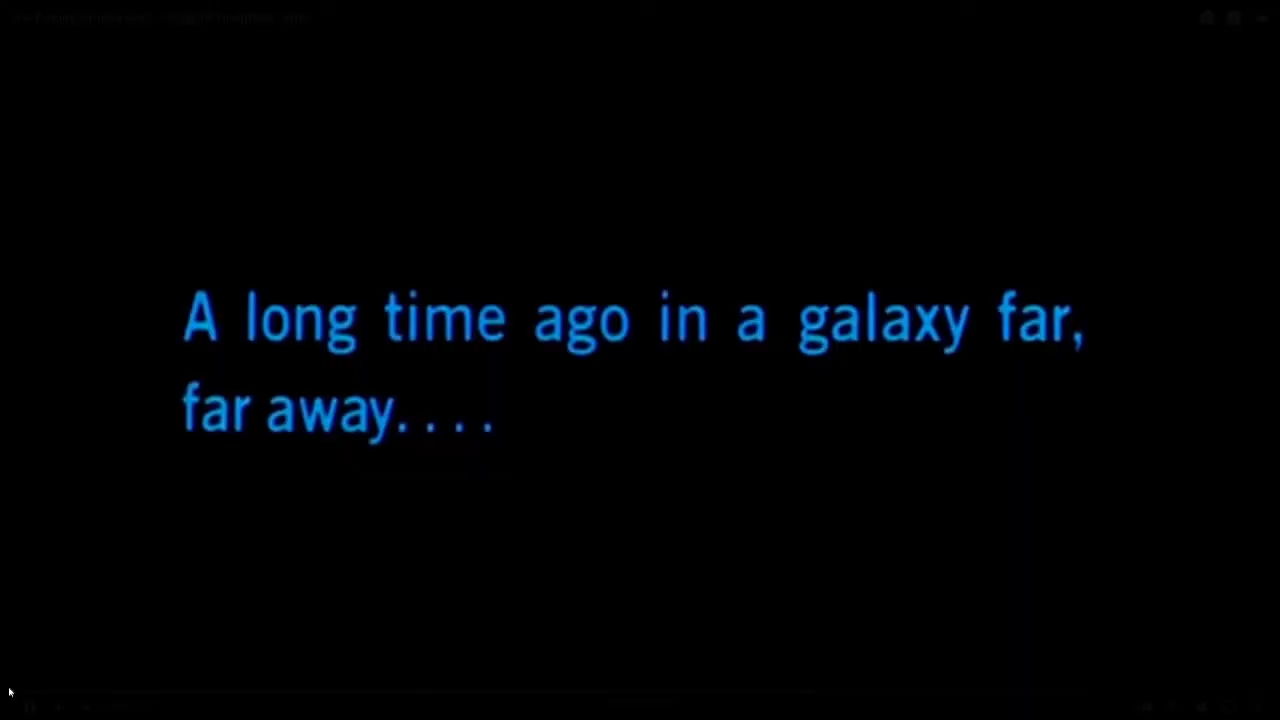 A long time ago in a galaxy far,
far away. . . .